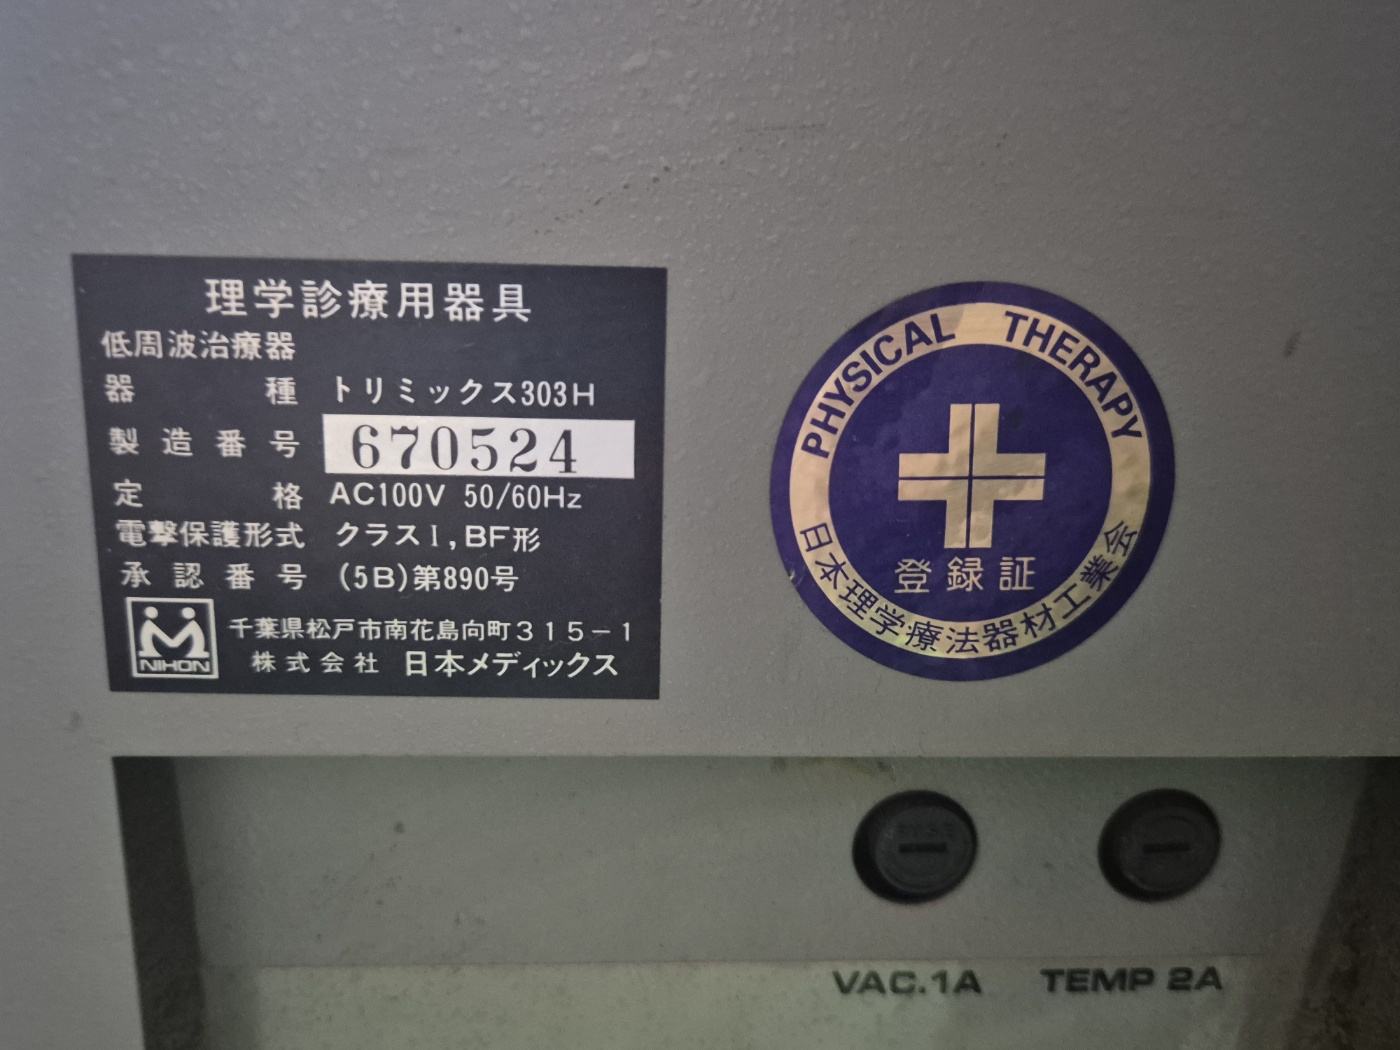 理学診療用器具
低周波治療器
器種 トリミックス303H
製造番号 670524
定格 AC100V 50/60Hz
電撃保護形式 クラスI,BF形
承認番号 (5B)第890号
NIHON
千葉県松戸市南花島向町315-1
株式会社 日本メディックス
PHYSICAL THERAPY
登録証
日本理学療法器材工業会
VAC.1A TEMP 2A